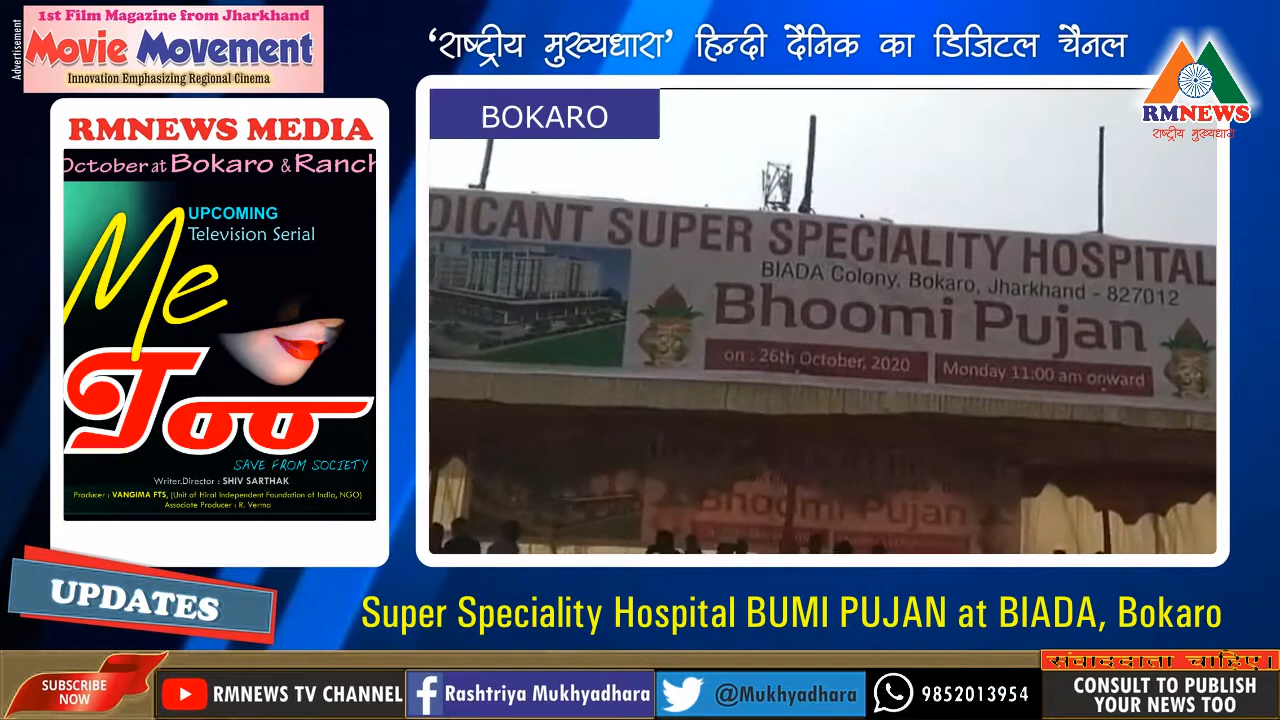 Advertisement
1st Film Magazine from Jharkhand
Movie Movement
Innovation Emphasizing Regional Cinema
'राष्ट्रीय मुख्यधारा' हिन्दी दैनिक का डिजिटल चैनल
RMNEWS
राष्ट्रीय मुख्यधारा
RMNEWS MEDIA
October at Bokaro & Ranch
UPCOMING
Television Serial
Me
Too
SAVE FROM SOCIETY
Writer.Director : SHIV SARTHAK
Producer : VANGIMA FTS, (Unit of Hiral Independent Foundation of India, NGO)
Associate Producer : R. Verma
BOKARO
DICANT SUPER SPECIALITY HOSPITAL
BIADA Colony, Bokaro, Jharkhand - 827012
Bhoomi Pujan
on : 26th October, 2020
Monday 11:00 am onward
Bhoomi Pujan
UPDATES
Super Speciality Hospital BUMI PUJAN at BIADA, Bokaro
SUBSCRIBE
NOW
RMNEWS TV CHANNEL
Rashtriya Mukhyadhara
@Mukhyadhara
9852013954
संवाददाता चाहिए।
CONSULT TO PUBLISH
YOUR NEWS TOO